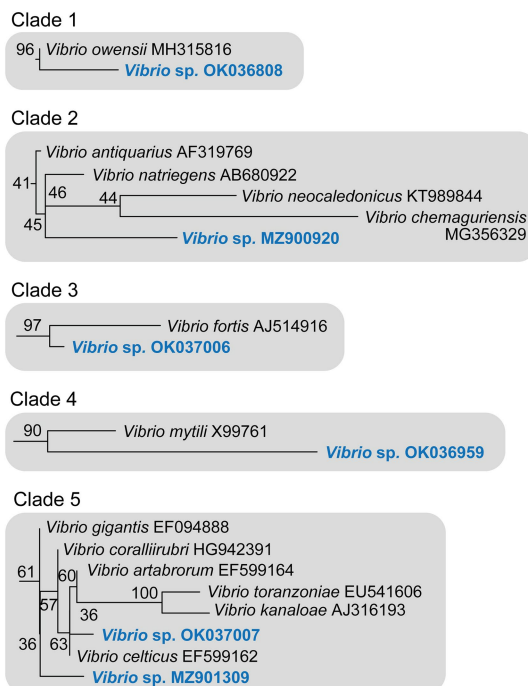 Clade 1
96 Vibrio owensii MH315816
Vibrio sp. OK036808
Clade 2
Vibrio antiquarius AF319769
41
Vibrio natriegens AB680922
46
44
Vibrio neocaledonicus KT989844
Vibrio chemaguriensis
MG356329
45
Vibrio sp. MZ900920
Clade 3
97
Vibrio fortis AJ514916
Vibrio sp. OK037006
Clade 4
90
Vibrio mytili X99761
Vibrio sp. OK036959
Clade 5
Vibrio gigantis EF094888
Vibrio coralliirubri HG942391
61
60
Vibrio artabrorum EF599164
100
Vibrio toranzoniae EU541606
57
36
Vibrio kanaloae AJ316193
Vibrio sp. OK037007
36
63
Vibrio celticus EF599162
Vibrio sp. MZ901309